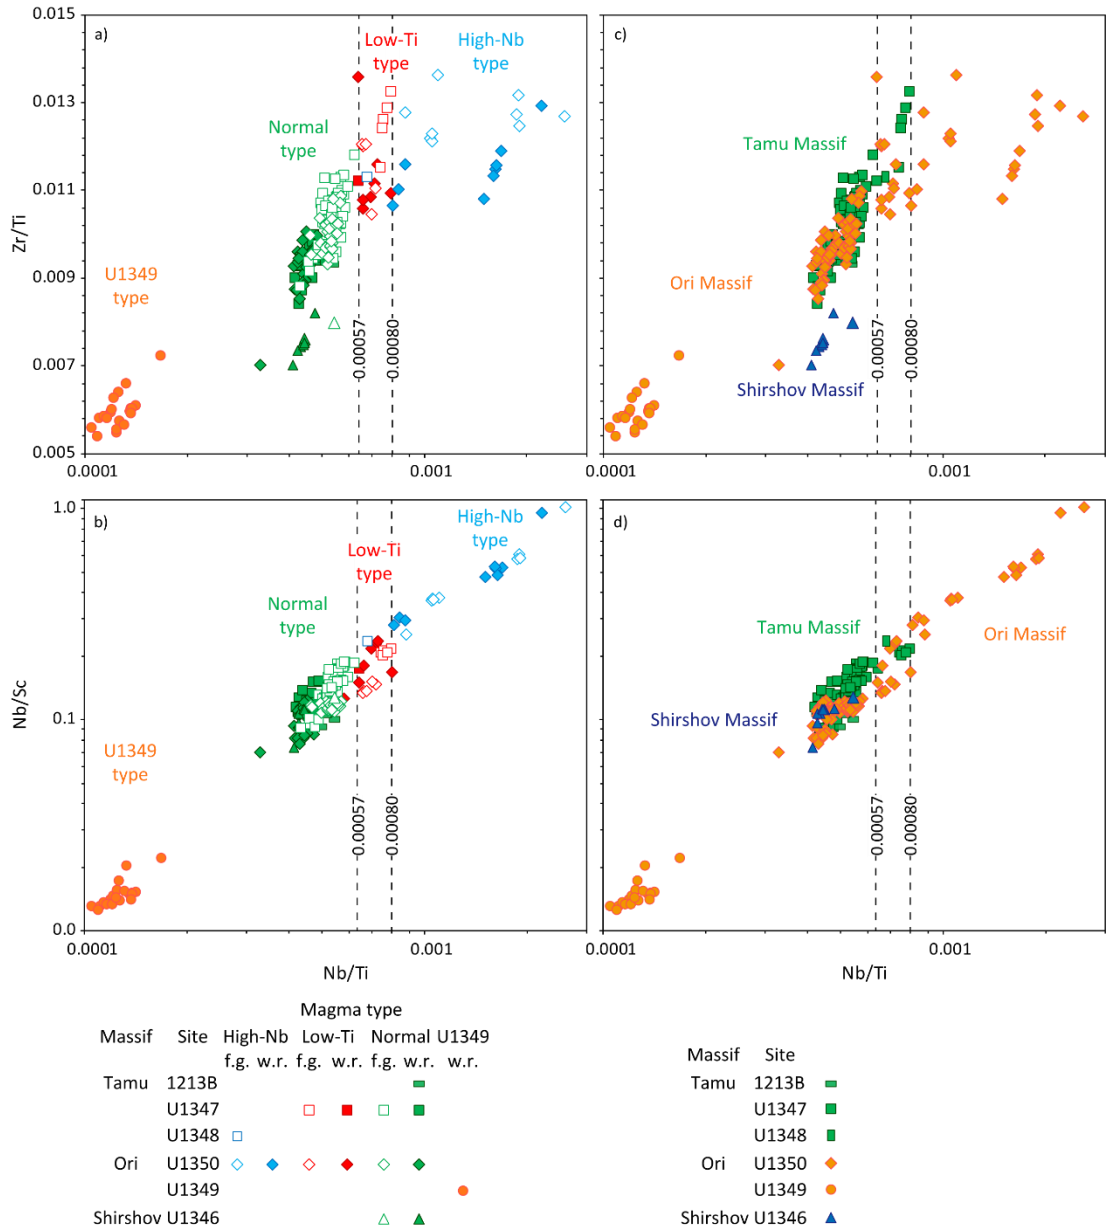 0.015
a)
Low-Ti
type
High-Nb
type
c)
0.013
Normal
type
Tamu Massif
0.011
Zr/Ti
0.009
U1349
type
Ori Massif
0.00057
0.00080
0.00057
0.00080
0.007
Shirshov Massif
0.005
0.0001
0.001
0.0001
0.001
1.0
b)
High-Nb
type
d)
Low-Ti
type
Normal
type
Tamu Massif
Ori Massif
Nb/Sc
0.1
Shirshov Massif
U1349
type
0.00057
0.00080
0.00057
0.00080
0.0
0.0001
0.001
0.0001
0.001
Nb/Ti
Nb/Ti
Magma type
Massif Site High-Nb Low-Ti Normal U1349
f.g. w.r. f.g. w.r. f.g. w.r. w.r.
Tamu 1213B
U1347
U1348
Ori U1350
U1349
Shirshov U1346
Massif Site
Tamu 1213B
U1347
U1348
Ori U1350
U1349
Shirshov U1346